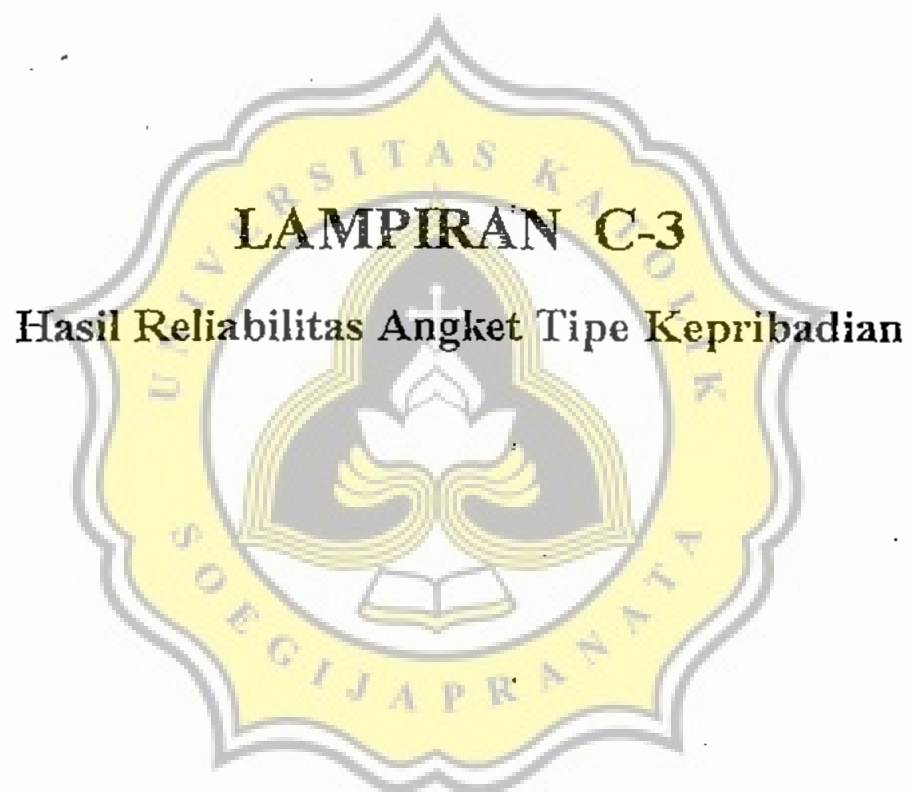 UNIVERSITAS KATOLIK
LAMPIRAN C-3
Hasil Reliabilitas Angket Tipe Kepribadian
SOEGIJAPRANATA